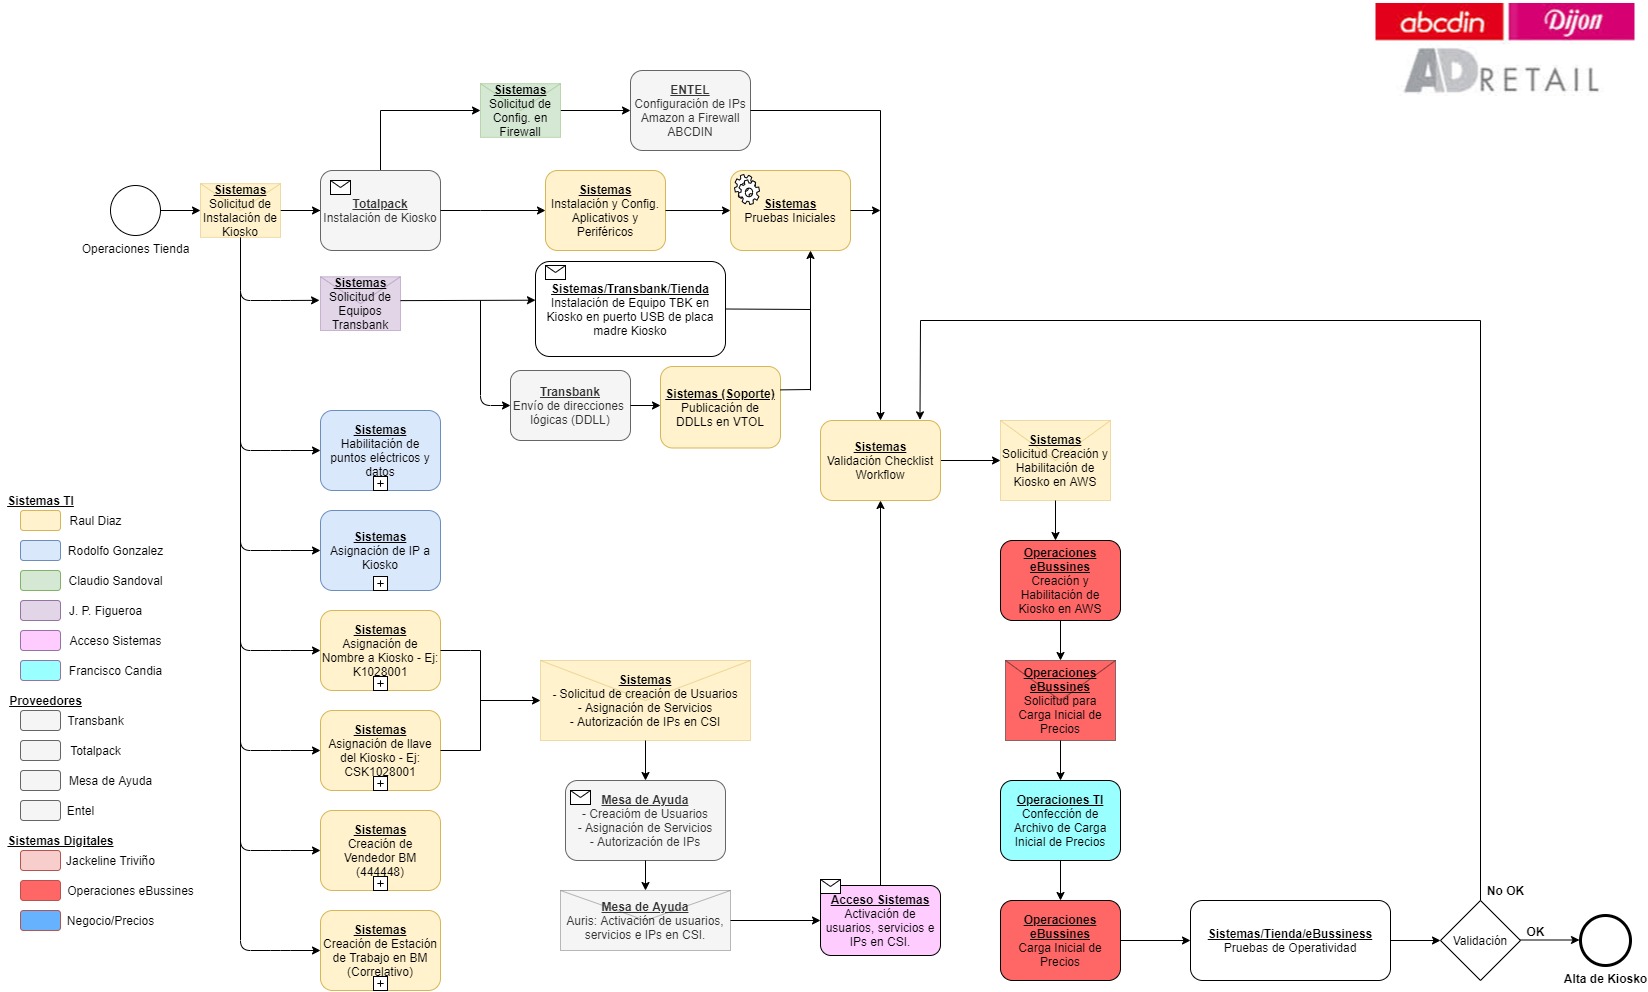 abcdin
Dijon
AD RETAIL
Sistemas
Solicitud de
Config. en
Firewall
ENTEL
Configuración de IPs
Amazon a Firewall
ABCDIN
Operaciones Tienda
Sistemas
Solicitud de
Instalación de
Kiosko
Totalpack
Instalación de Kiosko
Sistemas
Instalación y Config.
Aplicativos y
Periféricos
Sistemas
Pruebas Iniciales
Sistemas
Solicitud de
Equipos
Transbank
Sistemas/Transbank/Tienda
Instalación de Equipo TBK en
Kiosko en puerto USB de placa
madre Kiosko
Transbank
Envío de direcciones
lógicas (DDLL)
Sistemas (Soporte)
Publicación de
DDLLs en VTOL
Sistemas
Habilitación de
puntos eléctricos y
datos
Sistemas
Validación Checklist
Workflow
Sistemas
Solicitud Creación y
Habilitación de
Kiosko en AWS
Sistemas
Asignación de IP a
Kiosko
Operaciones
eBussines
Creación y
Habilitación de
Kiosko en AWS
Sistemas
Asignación de
Nombre a Kiosko - Ej:
K1028001
Sistemas
- Solicitud de creación de Usuarios
- Asignación de Servicios
- Autorización de IPs en CSI
Operaciones
eBussines
Solicitud para
Carga Inicial de
Precios
Sistemas
Asignación de llave
del Kiosko - Ej:
CSK1028001
Mesa de Ayuda
- Creacióm de Usuarios
- Asignación de Servicios
- Autorización de IPs
Operaciones TI
Confección de
Archivo de Carga
Inicial de Precios
Sistemas
Creación de
Vendedor BM
(444448)
Mesa de Ayuda
Auris: Activación de usuarios,
servicios e IPs en CSI.
Acceso Sistemas
Activación de
usuarios, servicios e
IPs en CSI.
Operaciones
eBussines
Carga Inicial de
Precios
Sistemas/Tienda/eBussiness
Pruebas de Operatividad
Validación
No OK
OK
Alta de Kiosko
Sistemas
Creación de Estación
de Trabajo en BM
(Correlativo)
Sistemas TI
Raul Diaz
Rodolfo Gonzalez
Claudio Sandoval
J. P. Figueroa
Acceso Sistemas
Francisco Candia
Proveedores
Transbank
Totalpack
Mesa de Ayuda
Entel
Sistemas Digitales
Jackeline Triviño
Operaciones eBussines
Negocio/Precios